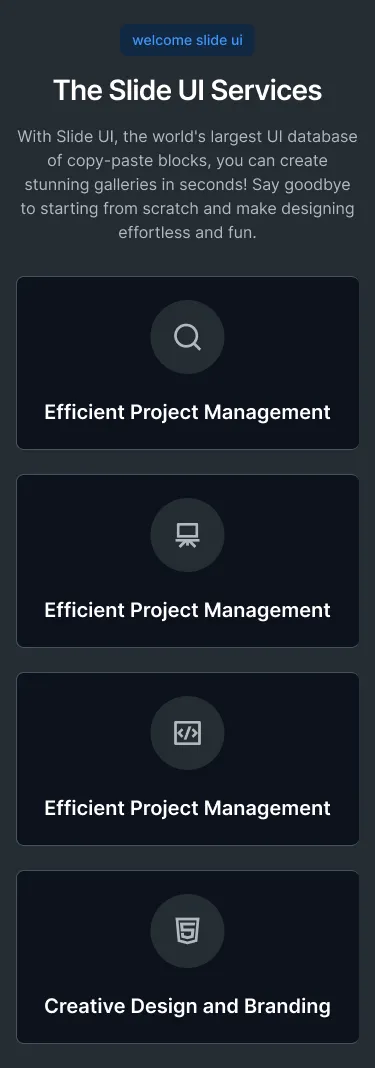 welcome slide ui
The Slide UI Services
With Slide UI, the world's largest UI database
of copy-paste blocks, you can create
stunning galleries in seconds! Say goodbye
to starting from scratch and make designing
effortless and fun.
Efficient Project Management
Efficient Project Management
Efficient Project Management
Creative Design and Branding